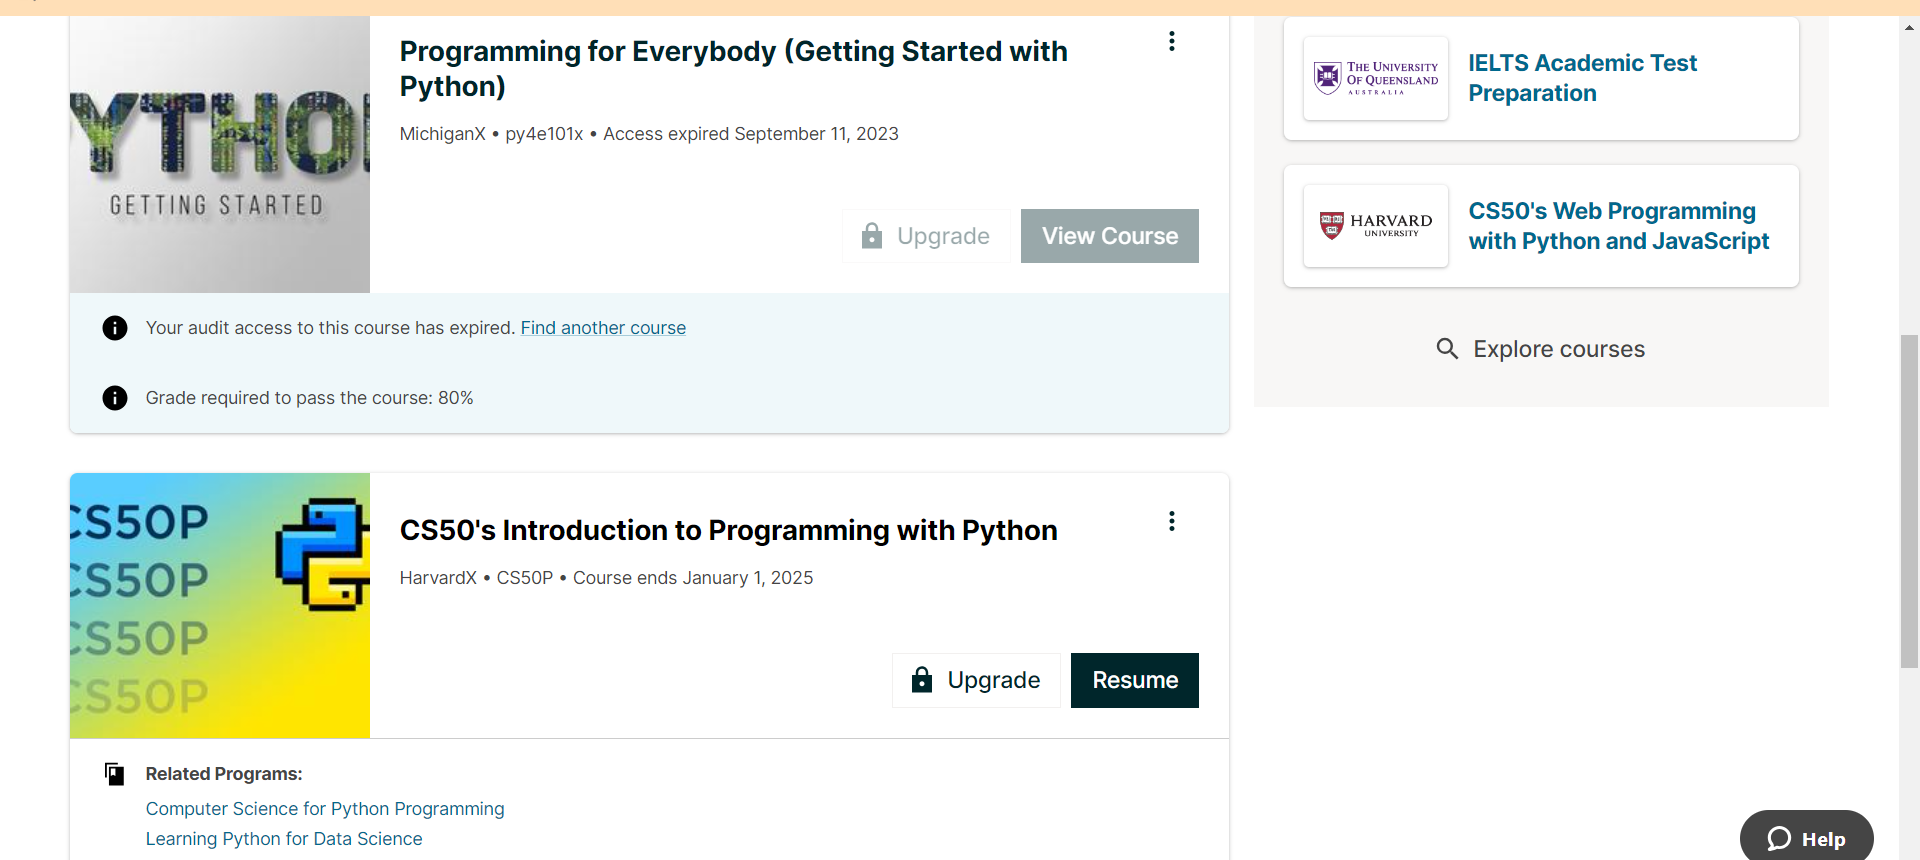 YTHO
GETTING STARTED
Programming for Everybody (Getting Started with
Python)
MichiganX • py4e101x • Access expired September 11, 2023
Upgrade
View Course
Your audit access to this course has expired. Find another course
Grade required to pass the course: 80%
CS50P
CS50P
CS50P
CS50P
CS50's Introduction to Programming with Python
HarvardX • CS50P • Course ends January 1, 2025
Upgrade
Resume
Related Programs:
Computer Science for Python Programming
Learning Python for Data Science
THE UNIVERSITY
OF QUEENSLAND
AUSTRALIA
IELTS Academic Test
Preparation
HARVARD
UNIVERSITY
CS50's Web Programming
with Python and JavaScript
Explore courses
Help